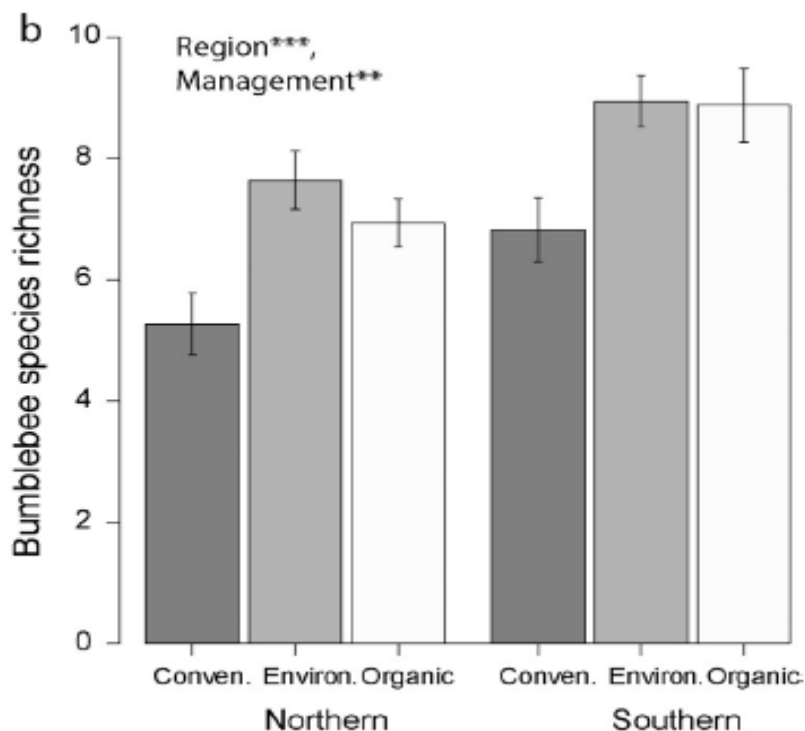 b
Region***,
Management**
Bumblebee species richness
10
8
6
4
2
0
Conven. Environ. Organic Conven. Environ. Organic
Northern Southern